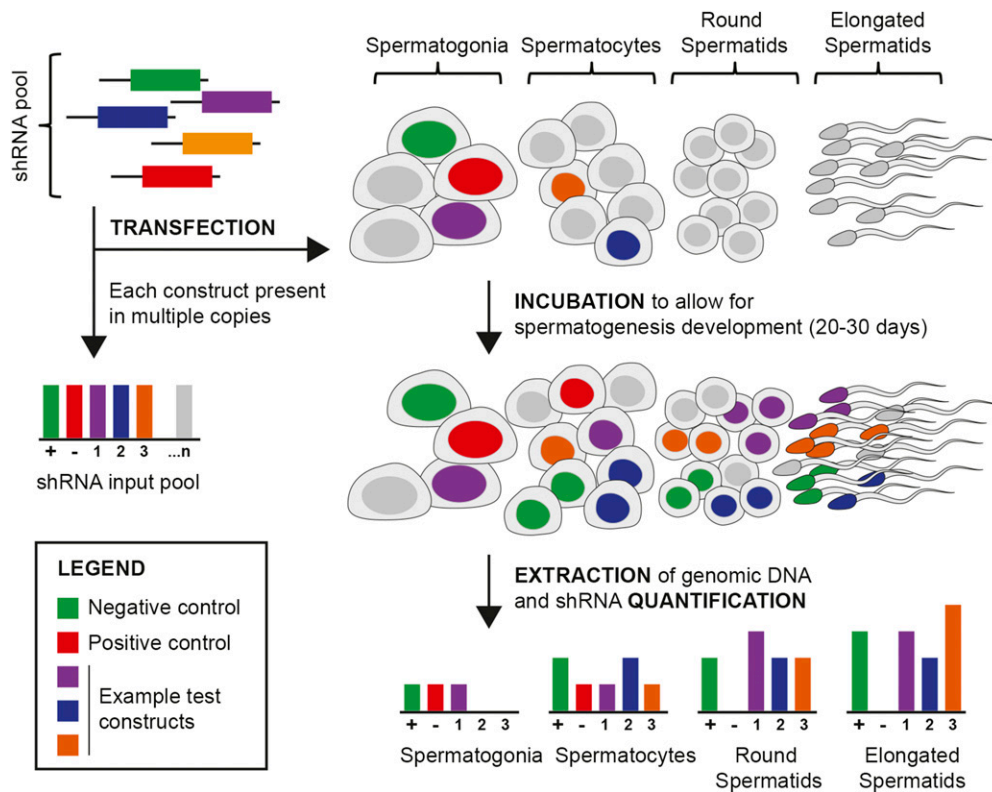 shRNA pool
Spermatogonia
Spermatocytes
Round
Spermatids
Elongated
Spermatids
TRANSFECTION
Each construct present
in multiple copies
INCUBATION to allow for
spermatogenesis development (20-30 days)
+ - 1 2 3 ...n
shRNA input pool
LEGEND
Negative control
Positive control
Example test
constructs
EXTRACTION of genomic DNA
and shRNA QUANTIFICATION
+ - 1 2 3
Spermatogonia
+ - 1 2 3
Spermatocytes
+ - 1 2 3
Round
Spermatids
+ - 1 2 3
Elongated
Spermatids